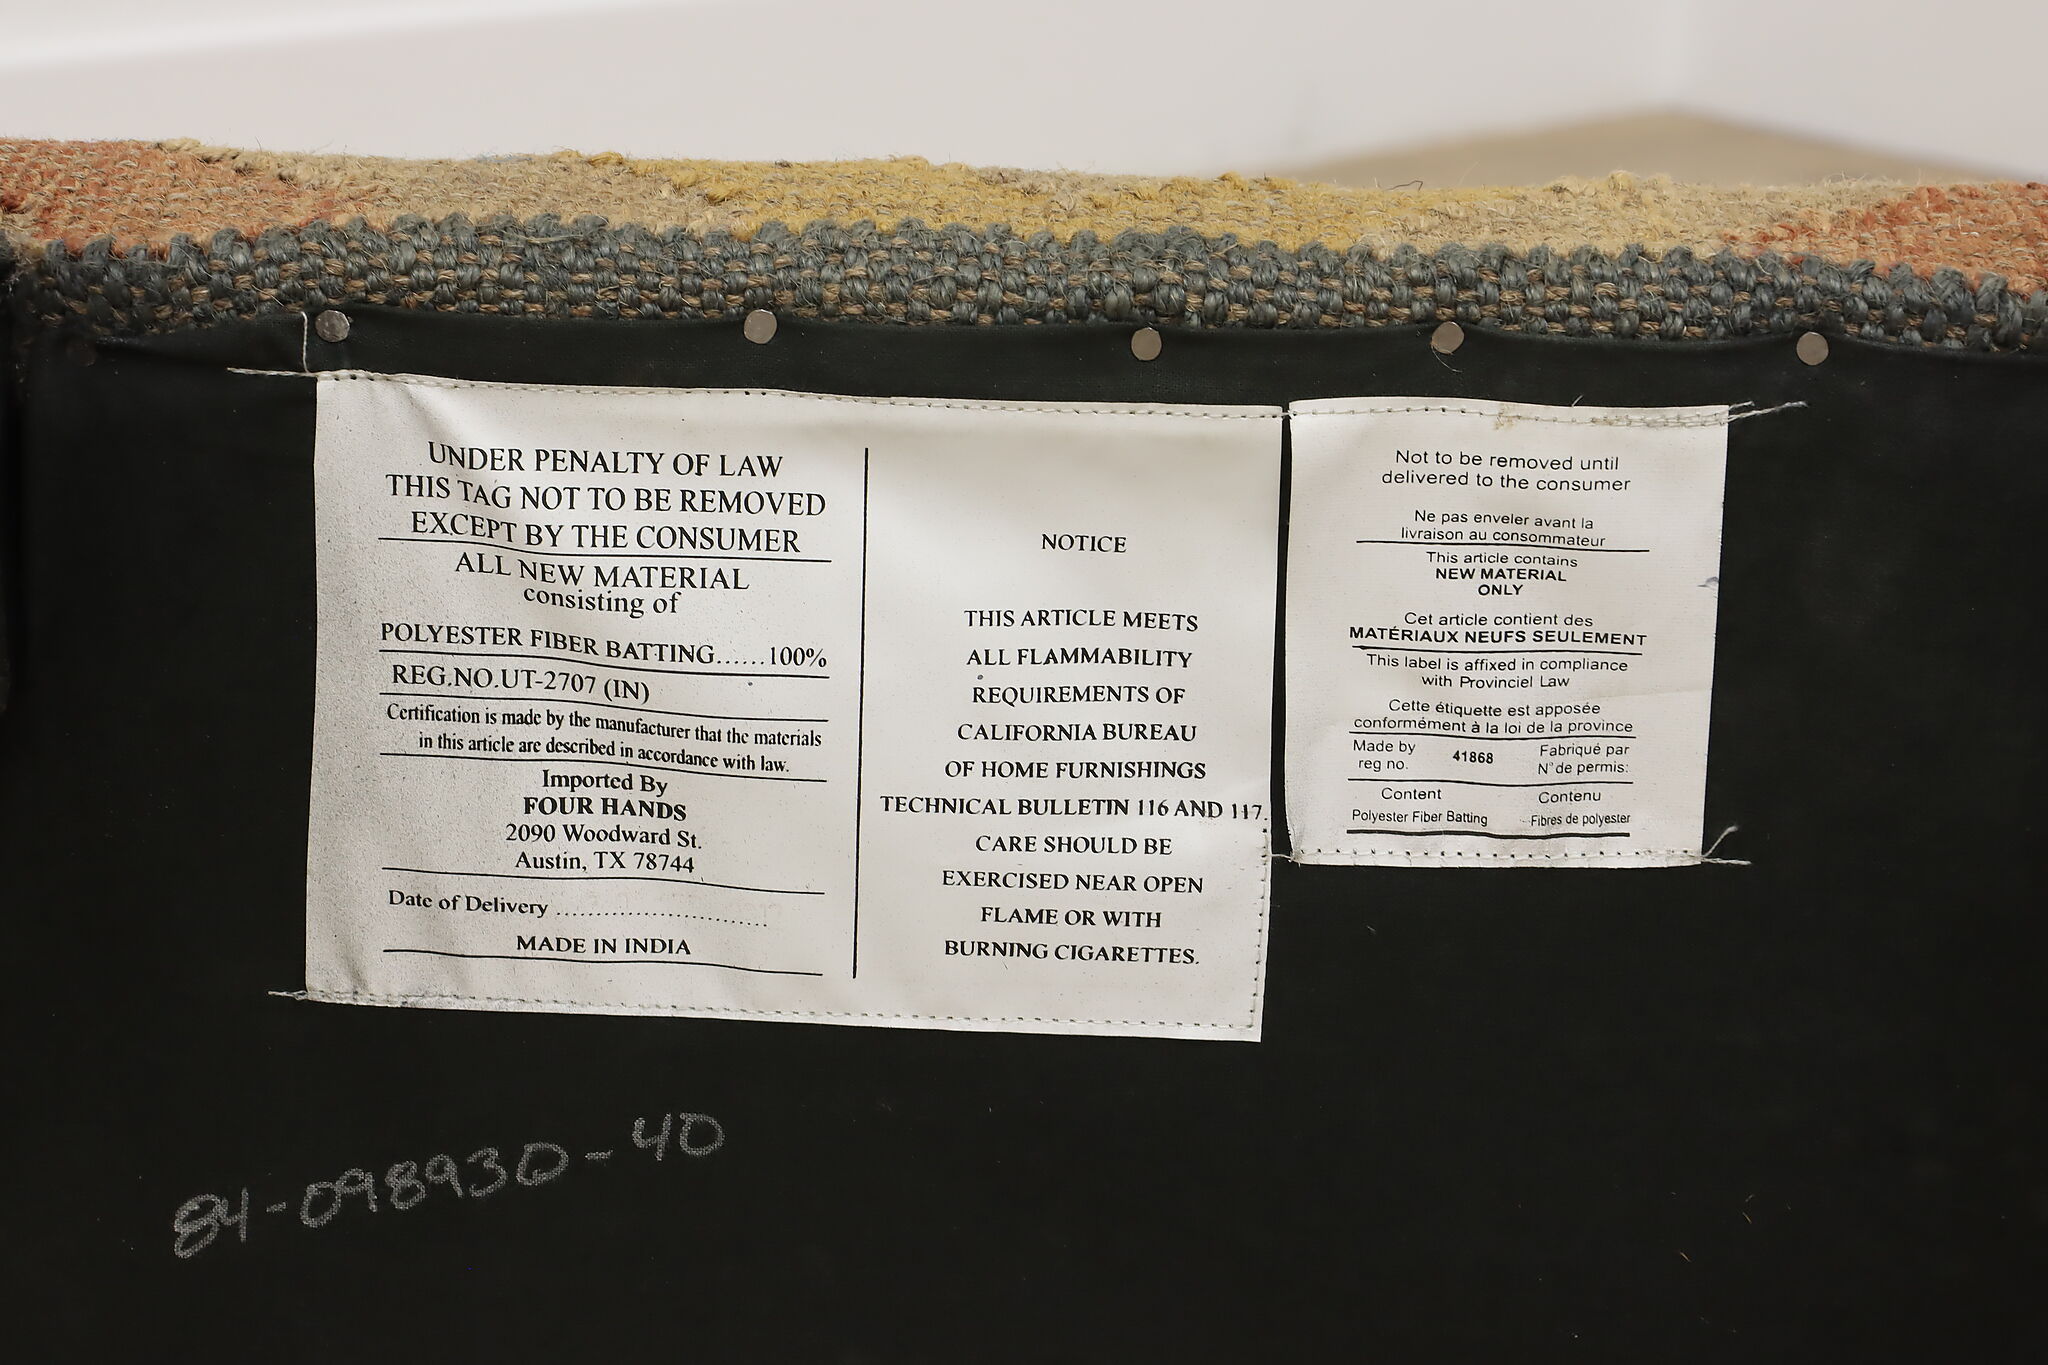 UNDER PENALTY OF LAW
THIS TAG NOT TO BE REMOVED
EXCEPT BY THE CONSUMER
ALL NEW MATERIAL
consisting of
POLYESTER FIBER BATTING......100%
REG.NO.UT-2707 (IN)
Certification is made by the manufacturer that the materials
in this article are described in accordance with law.
Imported By
FOUR HANDS
2090 Woodward St.
Austin, TX 78744
Date of Delivery ..............................
MADE IN INDIA
NOTICE
THIS ARTICLE MEETS
ALL FLAMMABILITY
REQUIREMENTS OF
CALIFORNIA BUREAU
OF HOME FURNISHINGS
TECHNICAL BULLETIN 116 AND 117.
CARE SHOULD BE
EXERCISED NEAR OPEN
FLAME OR WITH
BURNING CIGARETTES.
Not to be removed until
delivered to the consumer
Ne pas enveler avant la
livraison au consommateur
This article contains
NEW MATERIAL
ONLY
Cet article contient des
MATÉRIAUX NEUFS SEULEMENT
This label is affixed in compliance
with Provinciel Law
Cette étiquette est apposée
conformément à la loi de la province
Made by 41868 Fabriqué par
reg no. N° de permis:
Content Contenu
Polyester Fiber Batting Fibres de polyester
84-098930-40